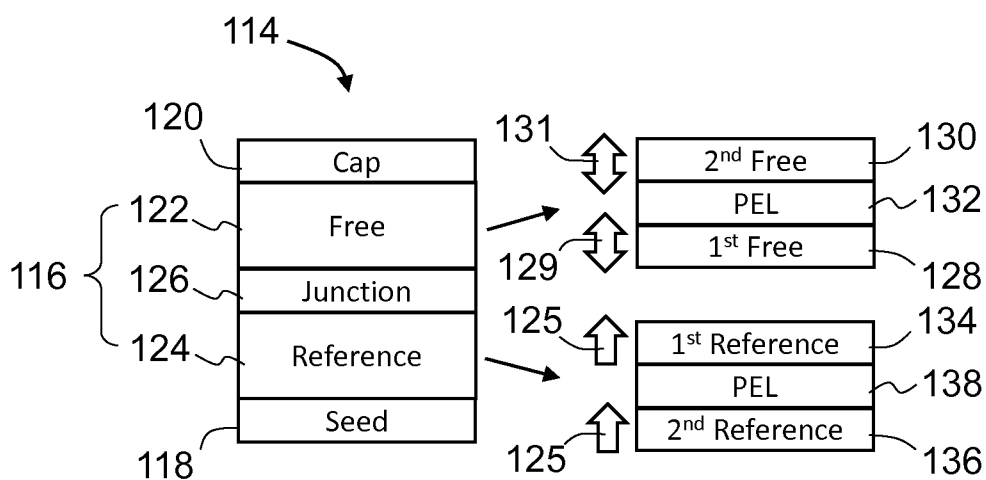 114
120
Cap
116
122
Free
126
Junction
124
Reference
118
Seed
131
2nd Free
130
PEL
132
129
1st Free
128
125
1st Reference
134
PEL
138
125
2nd Reference
136